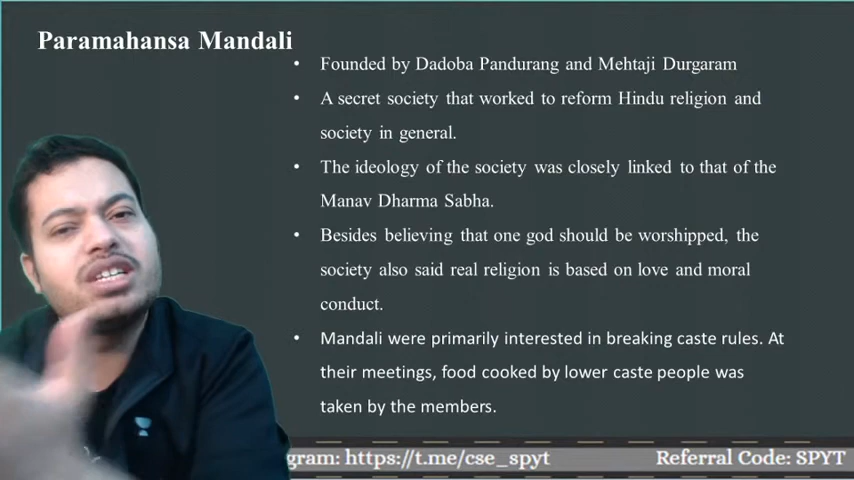 Paramahansa Mandali
• Founded by Dadoba Pandurang and Mehtaji Durgaram
• A secret society that worked to reform Hindu religion and
society in general.
• The ideology of the society was closely linked to that of the
Manav Dharma Sabha.
• Besides believing that one god should be worshipped, the
society also said real religion is based on love and moral
conduct.
• Mandali were primarily interested in breaking caste rules. At
their meetings, food cooked by lower caste people was
taken by the members.
gram: https://t.me/cse_spyt Referral Code: SPYT